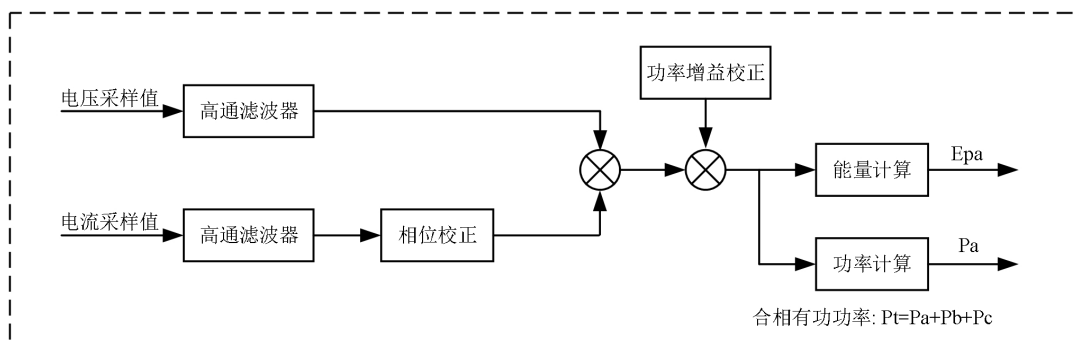 电压采样值
高通滤波器
功率增益校正
电流采样值
高通滤波器
相位校正
能量计算
Epa
功率计算
Pa
合相有功功率: Pt=Pa+Pb+Pc